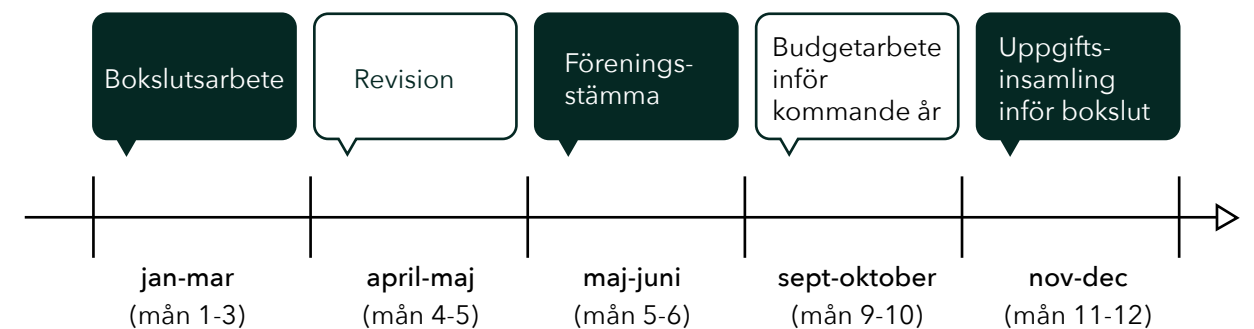 Bokslutsarbete
Revision
Förenings-
stämma
Budgetarbete
inför
kommande år
Uppgifts-
insamling
inför bokslut
jan-mar
(mån 1-3)
april-maj
(mån 4-5)
maj-juni
(mån 5-6)
sept-oktober
(mån 9-10)
nov-dec
(mån 11-12)